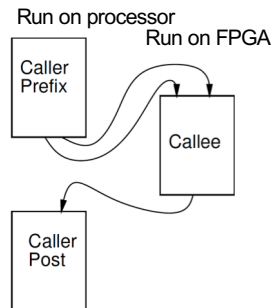 Run on processor
Run on FPGA
Caller
Prefix
Callee
Caller
Post